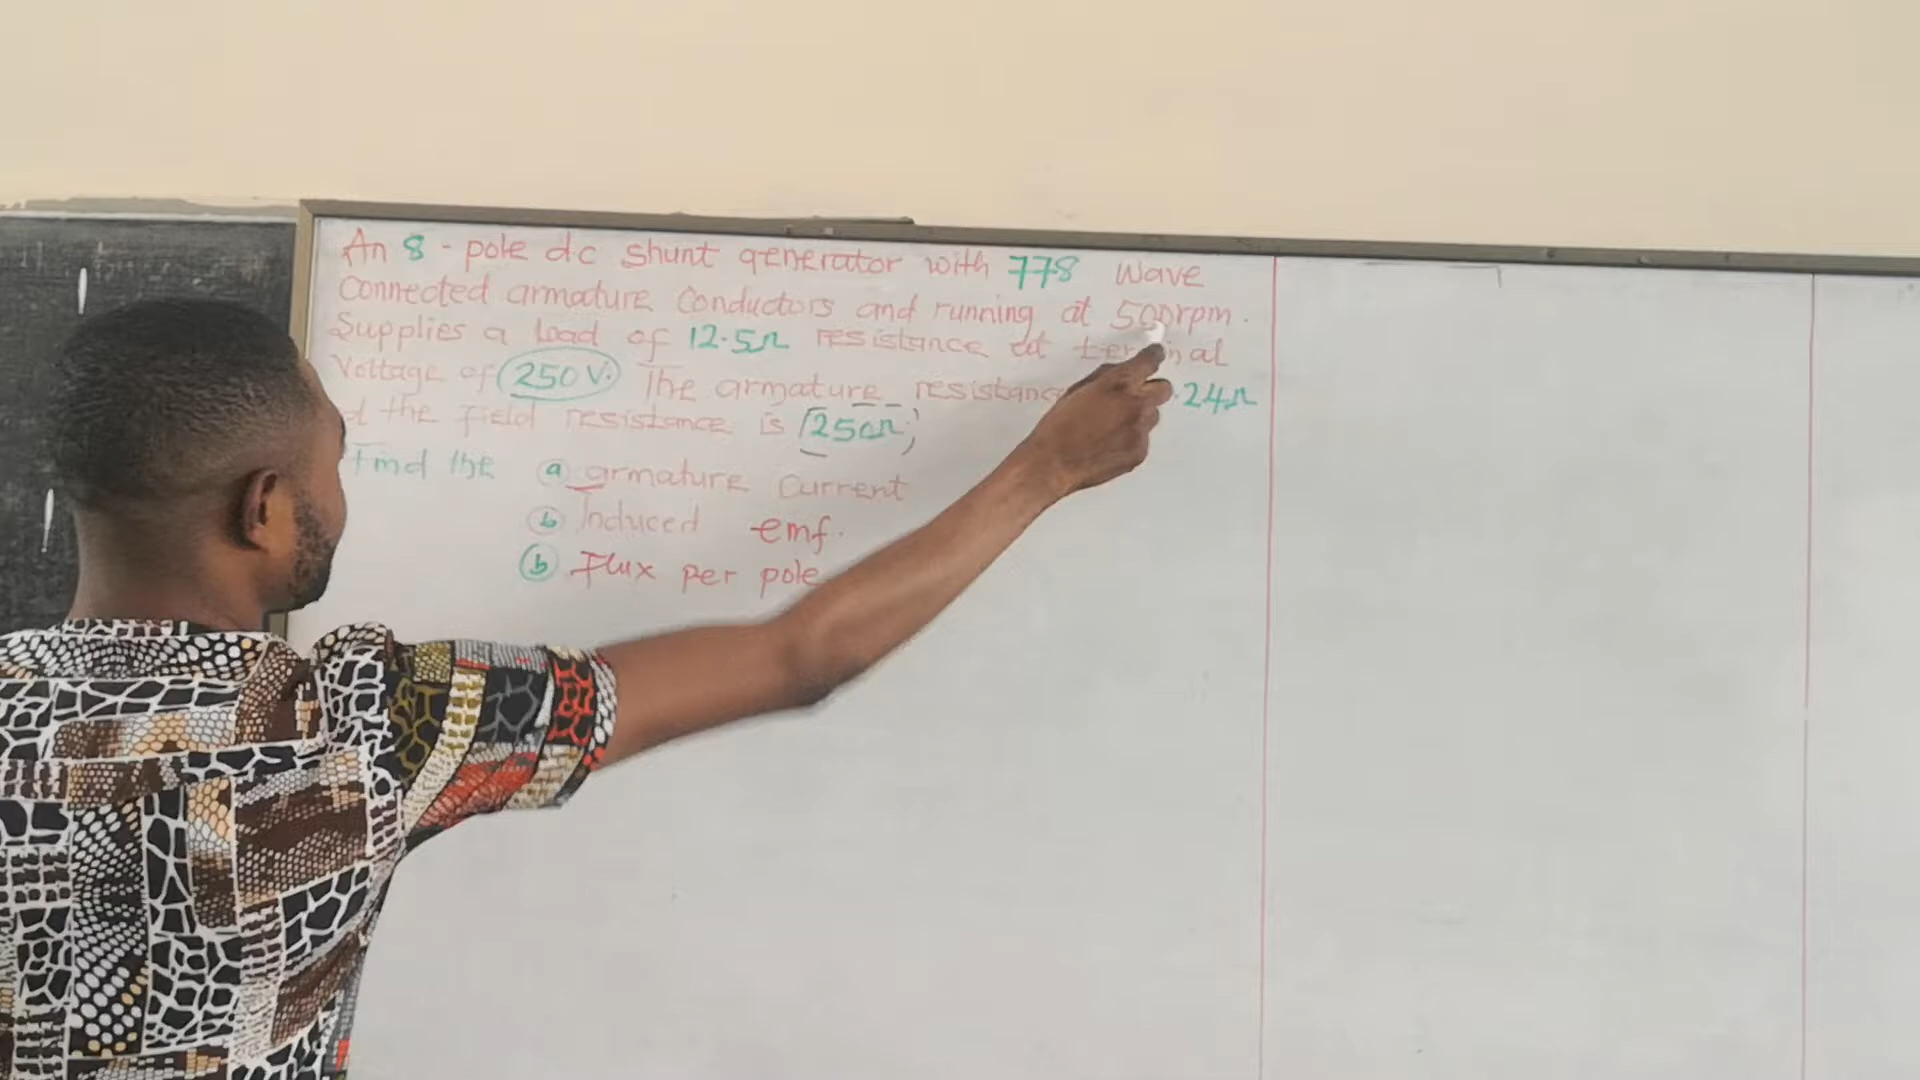 An 8 - pole dc shunt generator with 778 wave
Connected armature Conductors and running at 500rpm.
Supplies a load of 12.5Ω resistance at terminal
Voltage of 250V. The armature resistance .24Ω
the field resistance is 250Ω,
Find the a armature Current
b Induced emf.
b Flux per pole